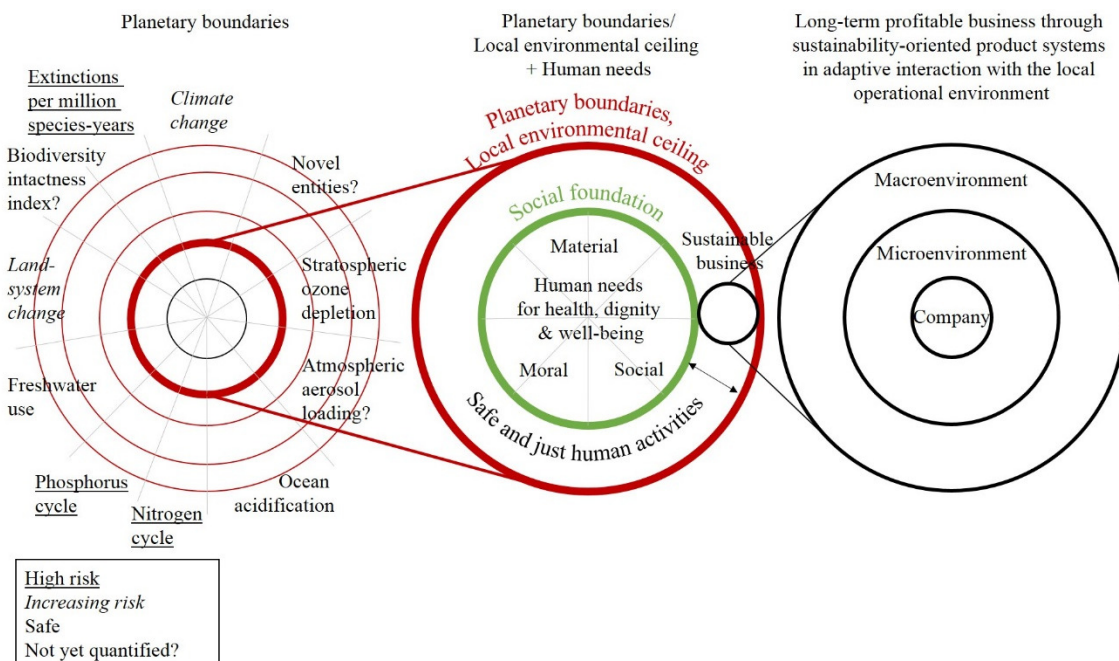 Planetary boundaries
Extinctions
per million
species-years
Climate
change
Biodiversity
intactness
index?
Novel
entities?
Land-
system
change
Stratospheric
ozone
depletion
Freshwater
use
Atmospheric
aerosol
loading?
Phosphorus
cycle
Nitrogen
cycle
Ocean
acidification
High risk
Increasing risk
Safe
Not yet quantified?
Planetary boundaries/
Local environmental ceiling
+ Human needs
Planetary boundaries,
Local environmental ceiling
Social foundation
Material
Human needs
for health, dignity
& well-being
Moral
Social
Safe and just human activities
Sustainable
business
Long-term profitable business through
sustainability-oriented product systems
in adaptive interaction with the local
operational environment
Macroenvironment
Microenvironment
Company